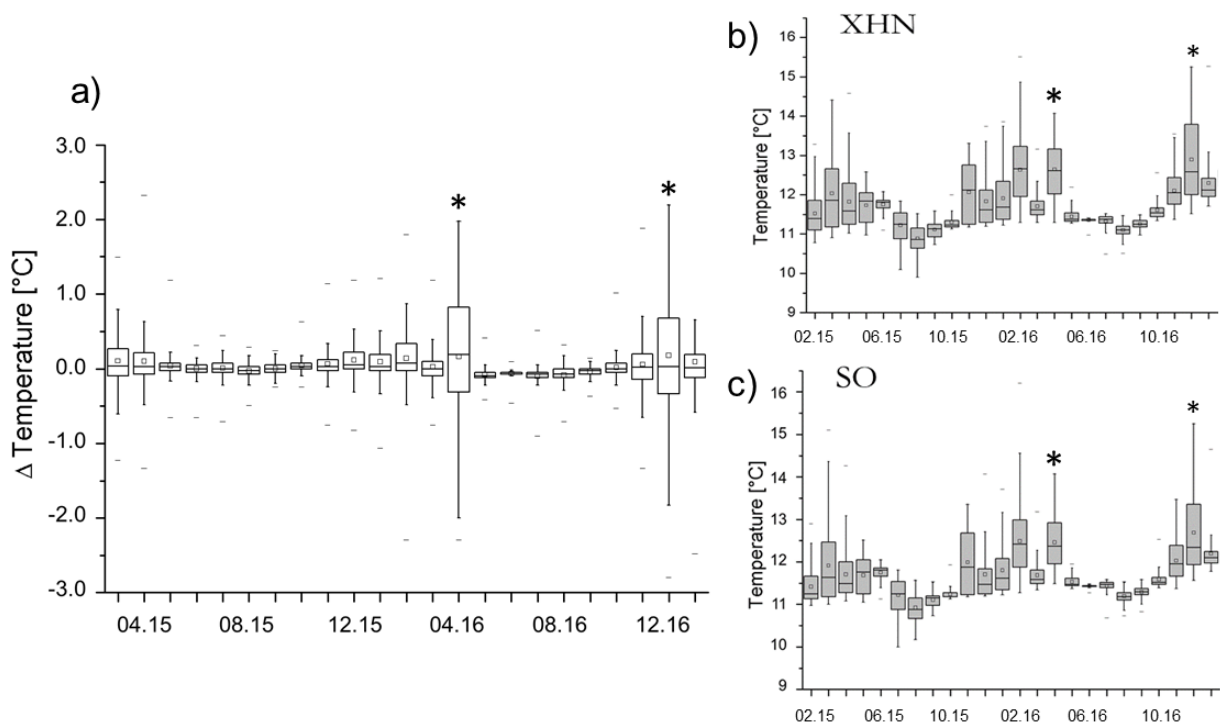 a)
Δ Temperature [°C]
3.0
2.0
1.0
0.0
-1.0
-2.0
-3.0
*
*
04.15 08.15 12.15 04.16 08.16 12.16
b)
XHN
Temperature [°C]
16
15
14
13
12
11
10
9
*
*
02.15 06.15 10.15 02.16 06.16 10.16
c)
SO
Temperature [°C]
16
15
14
13
12
11
10
9
*
*
02.15 06.15 10.15 02.16 06.16 10.16